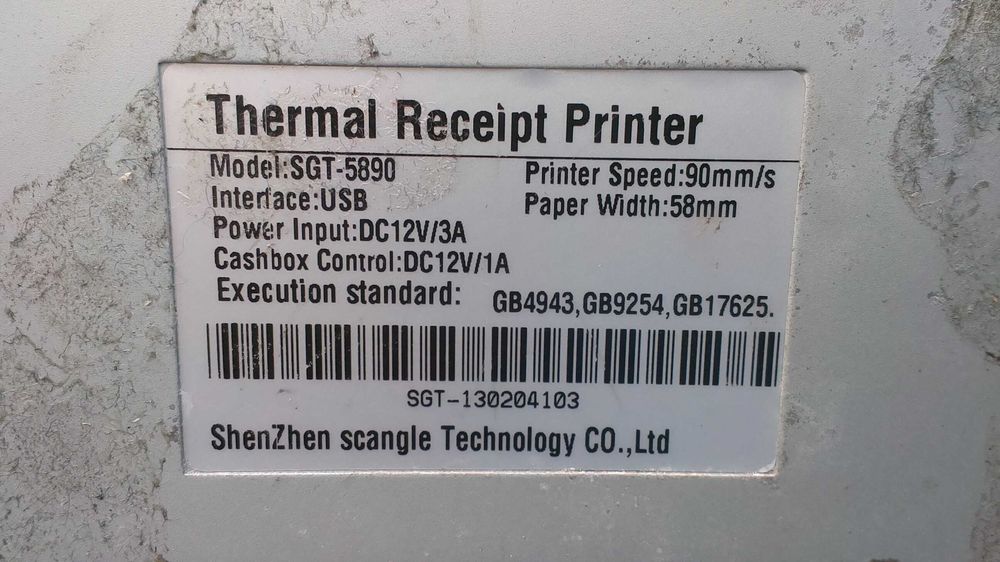 Thermal Receipt Printer
Model:SGT-5890 Printer Speed:90mm/s
Interface:USB Paper Width:58mm
Power Input:DC12V/3A
Cashbox Control:DC12V/1A
Execution standard: GB4943,GB9254,GB17625.
SGT-130204103
ShenZhen scangle Technology CO.,Ltd